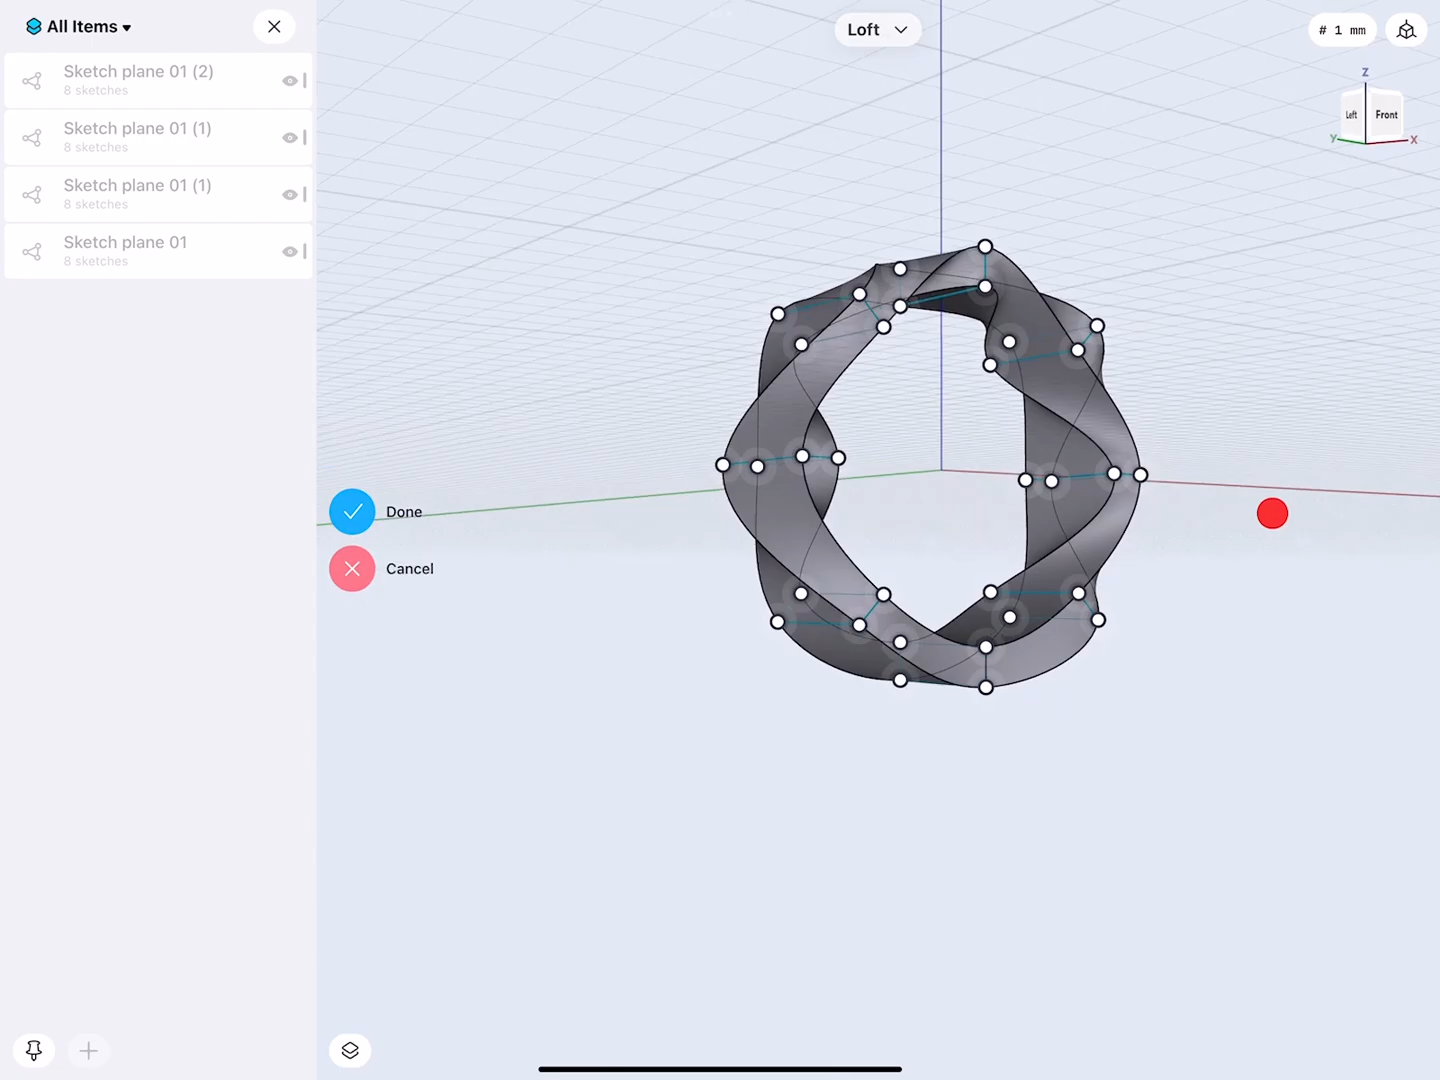 All Items
Loft
# 1 mm
Sketch plane 01 (2)
8 sketches
Sketch plane 01 (1)
8 sketches
Sketch plane 01 (1)
8 sketches
Sketch plane 01
8 sketches
Z
Left
Front
Y
X
Done
Cancel